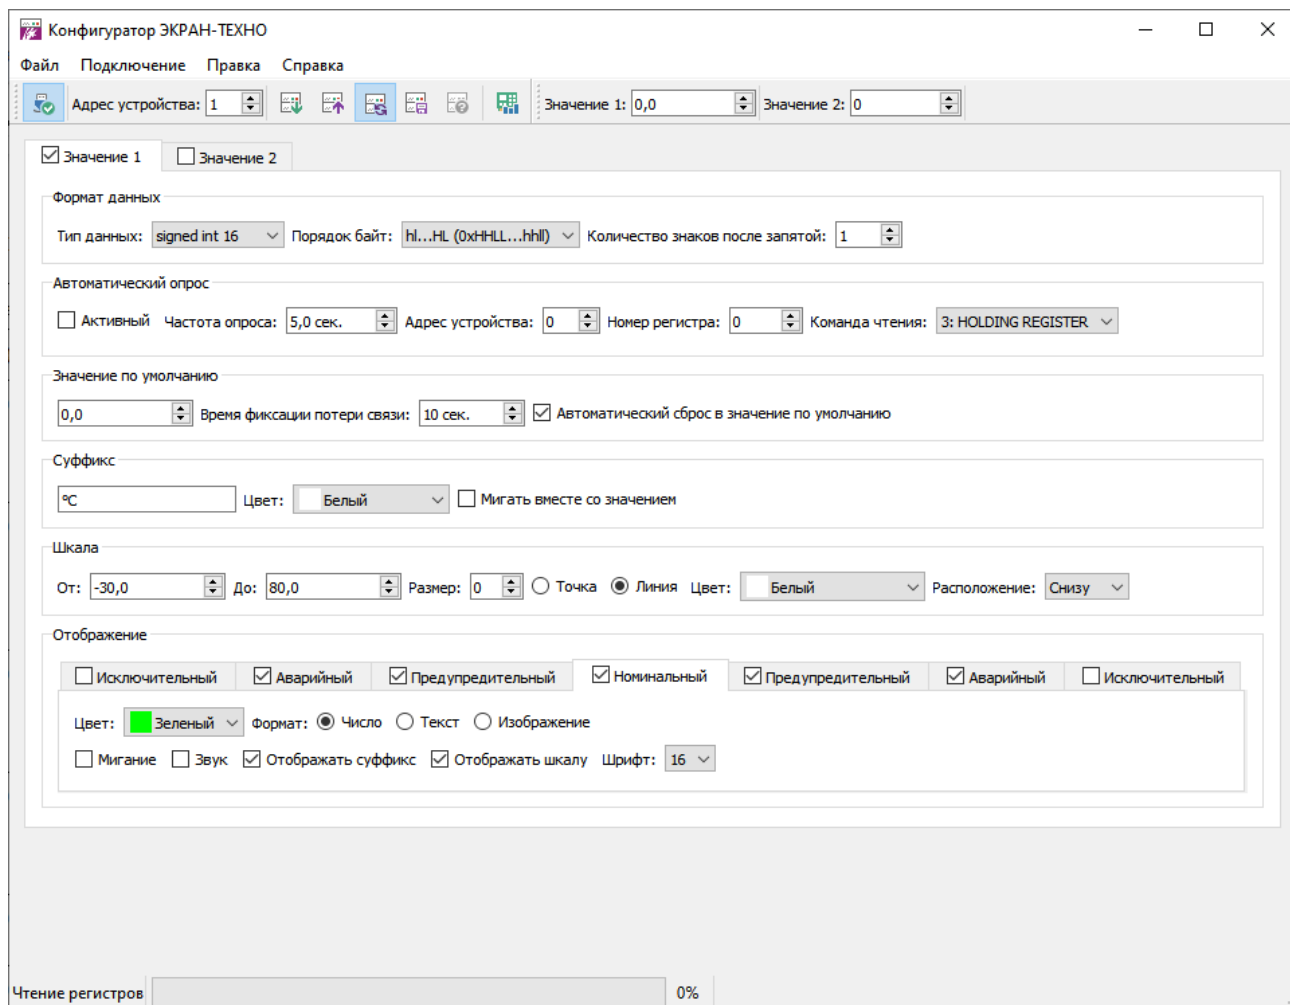 Конфигуратор ЭКРАН-ТЕХНО
Файл Подключение Правка Справка
Адрес устройства: 1 Значение 1: 0,0 Значение 2: 0
Значение 1 Значение 2
Формат данных
Тип данных: signed int 16 Порядок байт: hl...HL (0xHHLL...hhll) Количество знаков после запятой: 1
Автоматический опрос
Активный Частота опроса: 5,0 сек. Адрес устройства: 0 Номер регистра: 0 Команда чтения: 3: HOLDING REGISTER
Значение по умолчанию
0,0 Время фиксации потери связи: 10 сек. Автоматический сброс в значение по умолчанию
Суффикс
°C Цвет: Белый Мигать вместе со значением
Шкала
От: -30,0 До: 80,0 Размер: 0 Точка Линия Цвет: Белый Расположение: Снизу
Отображение
Исключительный Аварийный Предупредительный Номинальный Предупредительный Аварийный Исключительный
Цвет: Зеленый Формат: Число Текст Изображение
Мигание Звук Отображать суффикс Отображать шкалу Шрифт: 16
Чтение регистров 0%